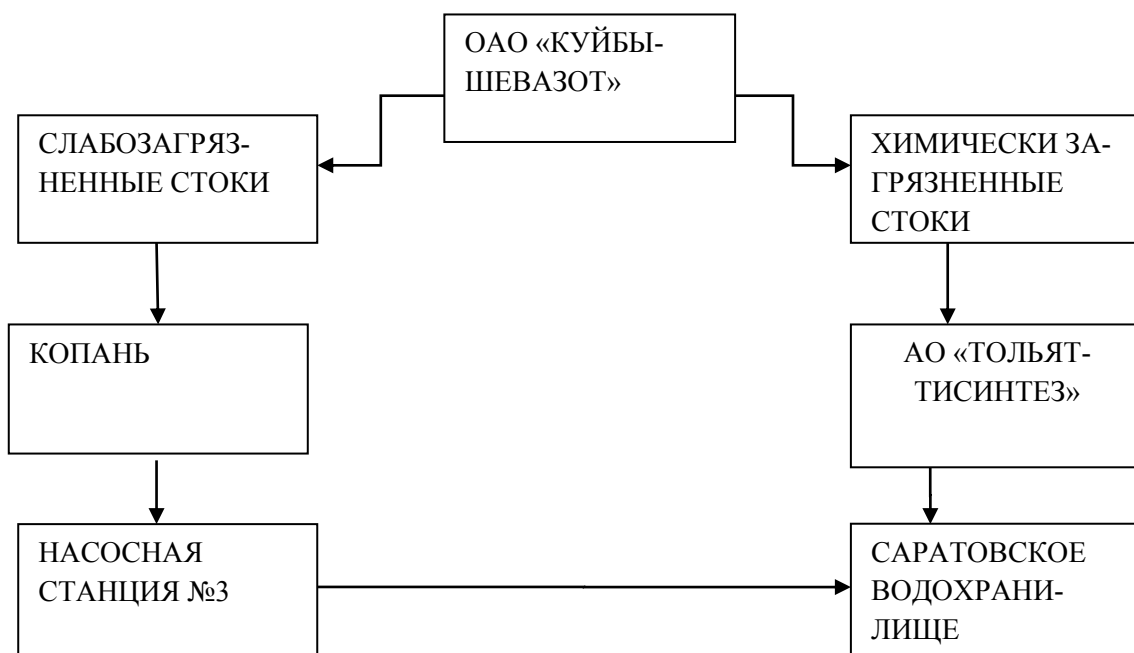 ОАО «КУЙБЫ-
ШЕВАЗОТ»
СЛАБОЗАГРЯЗ-
НЕННЫЕ СТОКИ
ХИМИЧЕСКИ ЗА-
ГРЯЗНЕННЫЕ
СТОКИ
КОПАНЬ
АО «ТОЛЬЯТ-
ТИСИНТЕЗ»
НАСОСНАЯ
СТАНЦИЯ №3
САРАТОВСКОЕ
ВОДОХРАНИ-
ЛИЩЕ